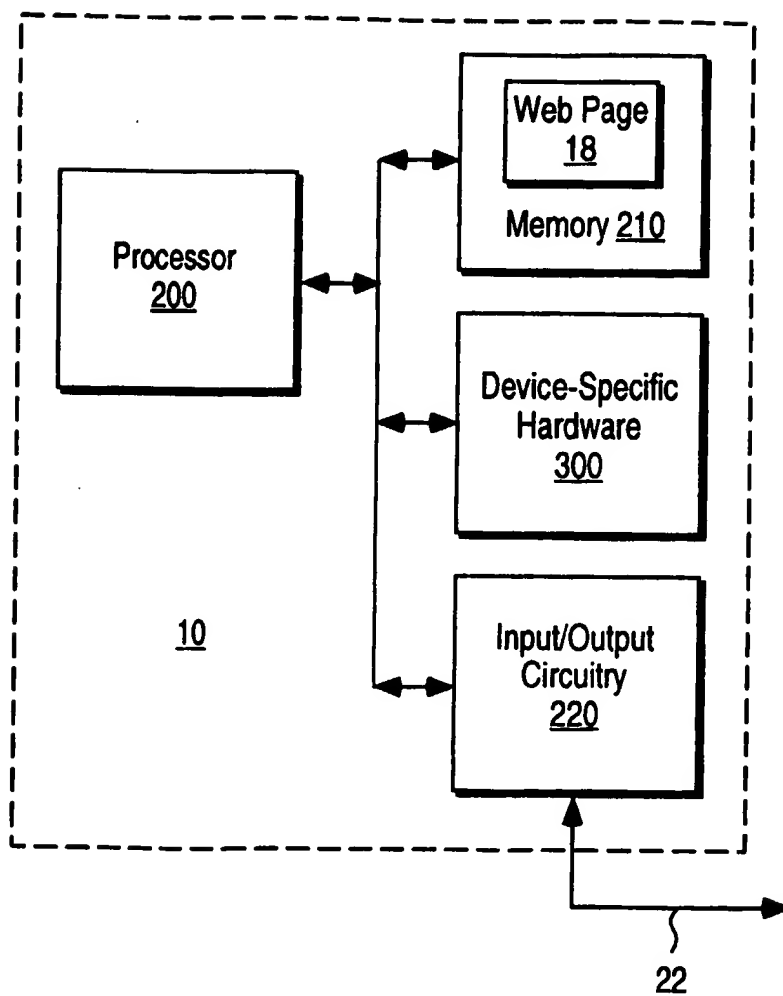 Web Page
18
Memory 210
Processor
200
Device-Specific
Hardware
300
10
Input/Output
Circuitry
220
22